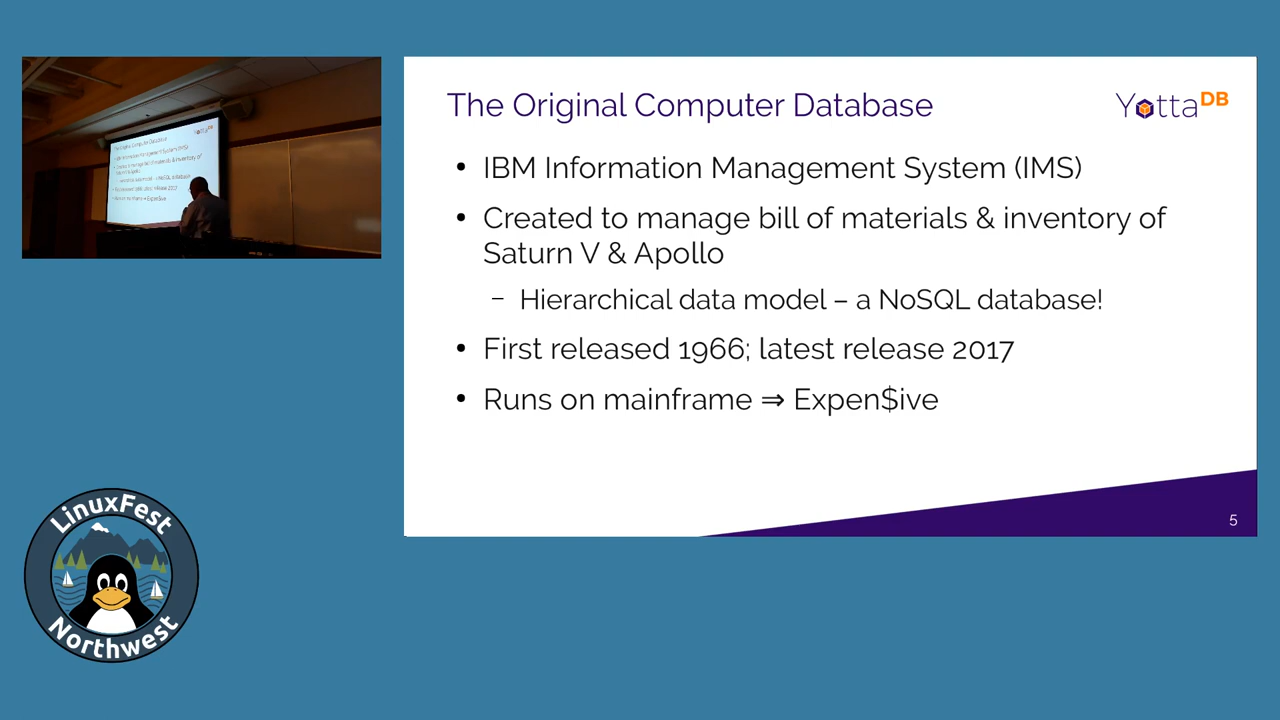 The Original Computer Database
YottaDB
• IBM Information Management System (IMS)
• Created to manage bill of materials & inventory of
Saturn V & Apollo
– Hierarchical data model – a NoSQL database!
• First released 1966; latest release 2017
• Runs on mainframe ⇒ Expen$ive
5
LinuxFest
Northwest